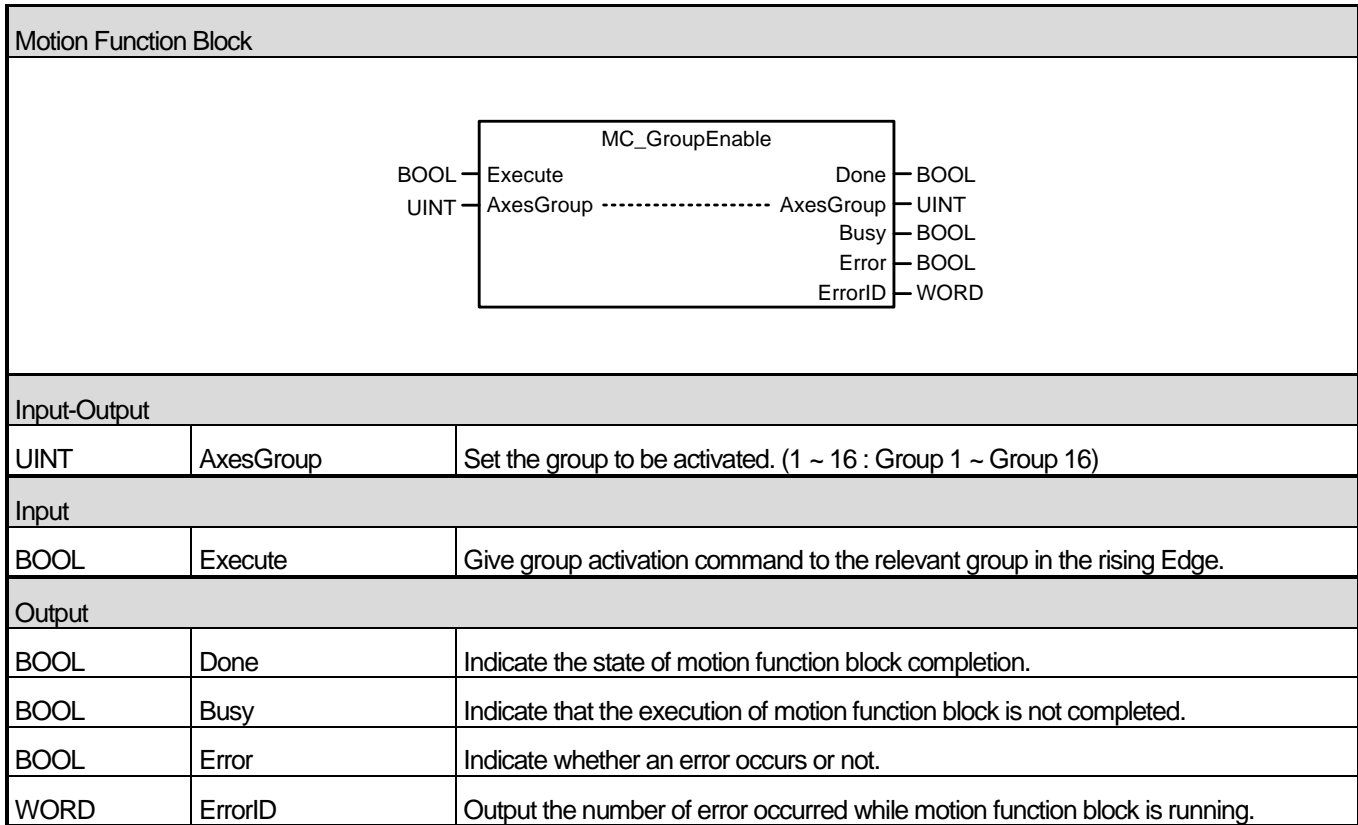 Motion Function Block
MC_GroupEnable
BOOL Execute Done BOOL
UINT AxesGroup AxesGroup UINT
Busy BOOL
Error BOOL
ErrorID WORD
Input-Output
UINT AxesGroup Set the group to be activated. (1 ~ 16 : Group 1 ~ Group 16)
Input
BOOL Execute Give group activation command to the relevant group in the rising Edge.
Output
BOOL Done Indicate the state of motion function block completion.
BOOL Busy Indicate that the execution of motion function block is not completed.
BOOL Error Indicate whether an error occurs or not.
WORD ErrorID Output the number of error occurred while motion function block is running.